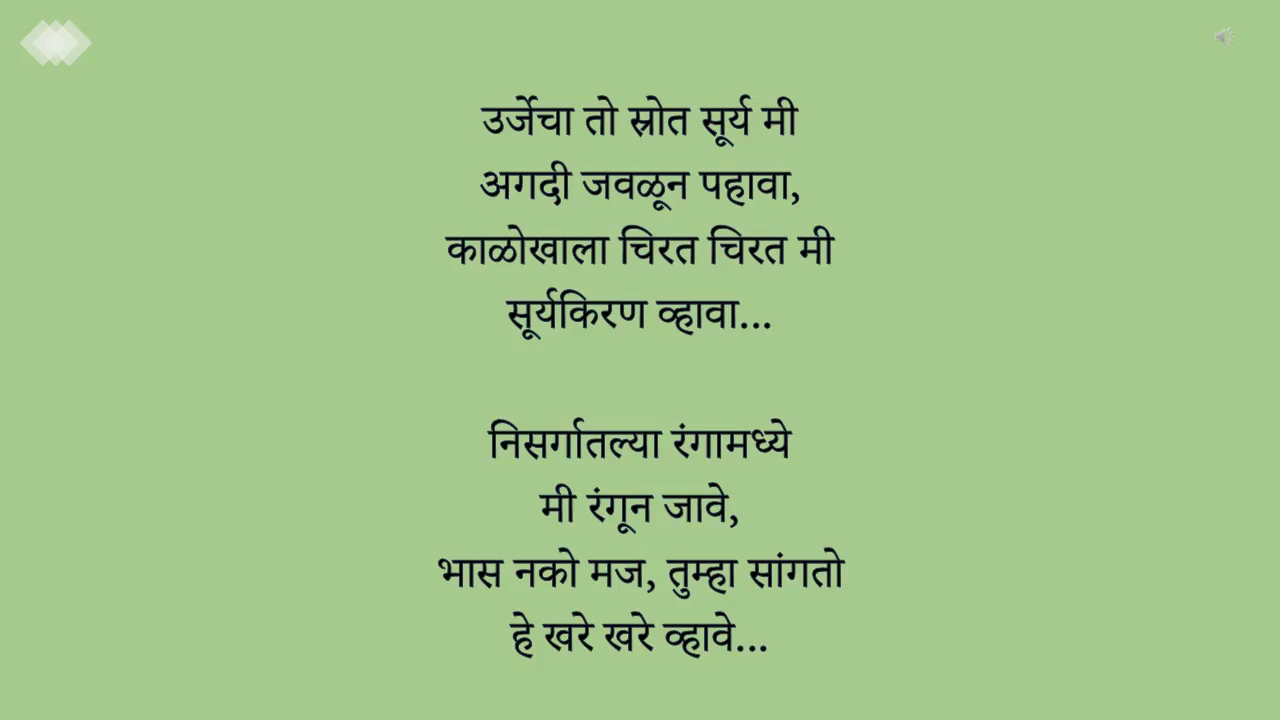 उर्जेचा तो स्रोत सूर्य मी
अगदी जवळून पहावा,
काळोखाला चिरत चिरत मी
सूर्यकिरण व्हावा...
निसर्गातल्या रंगामध्ये
मी रंगून जावे,
भास नको मज, तुम्हा सांगतो
हे खरे खरे व्हावे...